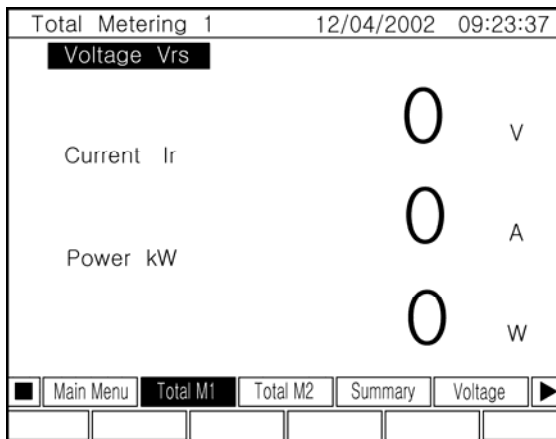 Total Metering 1 12/04/2002 09:23:37
Voltage Vrs
0 V
Current Ir
0 A
Power kW
0 W
Main Menu Total M1 Total M2 Summary Voltage